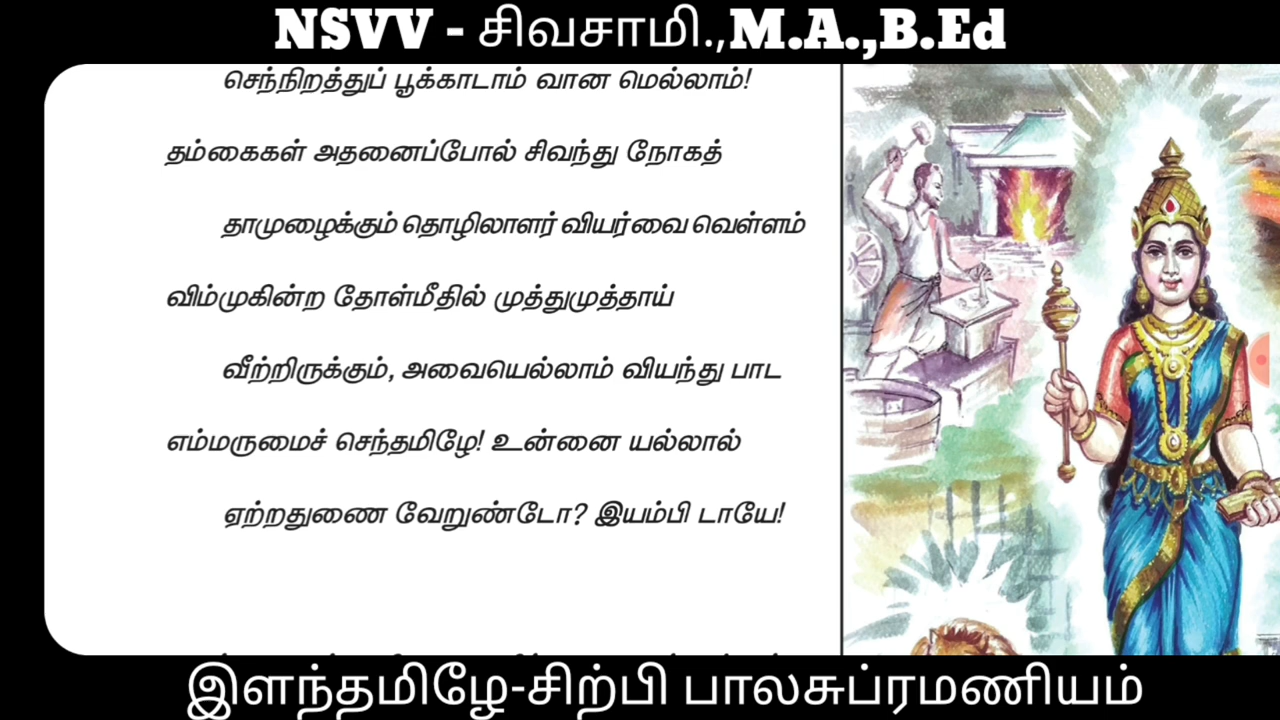 NSVV - சிவசாமி.,M.A.,B.Ed
செந்நிறத்துப் பூக்காடாம் வான மெல்லாம்!
தம்கைகள் அதனைப்போல் சிவந்து நோகத்
தாமுழைக்கும் தொழிலாளர் வியர்வை வெள்ளம்
விம்முகின்ற தோள்மீதில் முத்துமுத்தாய்
வீற்றிருக்கும், அவையெல்லாம் வியந்து பாட
எம்மருமைச் செந்தமிழே! உன்னை யல்லால்
ஏற்றதுணை வேறுண்டோ? இயம்பி டாயே!
இளந்தமிழே-சிற்பி பாலசுப்ரமணியம்